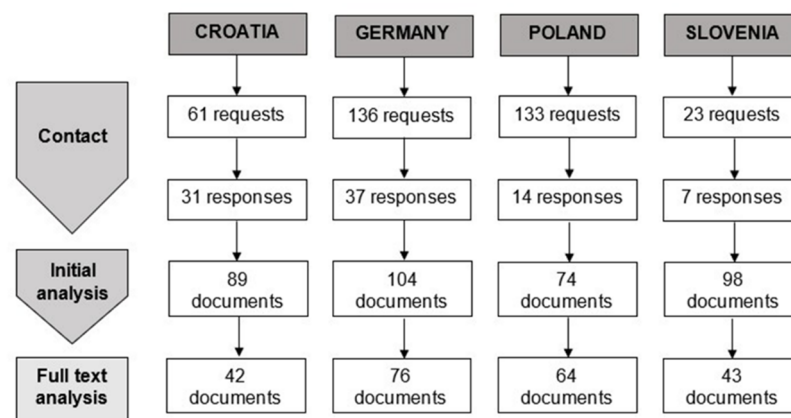 CROATIA GERMANY POLAND SLOVENIA
Contact
61 requests 136 requests 133 requests 23 requests
31 responses 37 responses 14 responses 7 responses
Initial
analysis
89
documents
104
documents
74
documents
98
documents
Full text
analysis
42
documents
76
documents
64
documents
43
documents